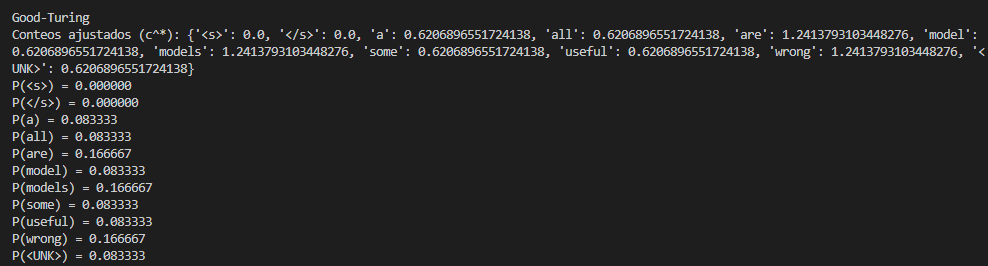 Good-Turing
Conteos ajustados (c^*): {'<s>': 0.0, '</s>': 0.0, 'a': 0.6206896551724138, 'all': 0.6206896551724138, 'are': 1.2413793103448276, 'model':
0.6206896551724138, 'models': 1.2413793103448276, 'some': 0.6206896551724138, 'useful': 0.6206896551724138, 'wrong': 1.2413793103448276, '<
UNK>': 0.6206896551724138}
P(<s>) = 0.000000
P(</s>) = 0.000000
P(a) = 0.083333
P(all) = 0.083333
P(are) = 0.166667
P(model) = 0.083333
P(models) = 0.166667
P(some) = 0.083333
P(useful) = 0.083333
P(wrong) = 0.166667
P(<UNK>) = 0.083333